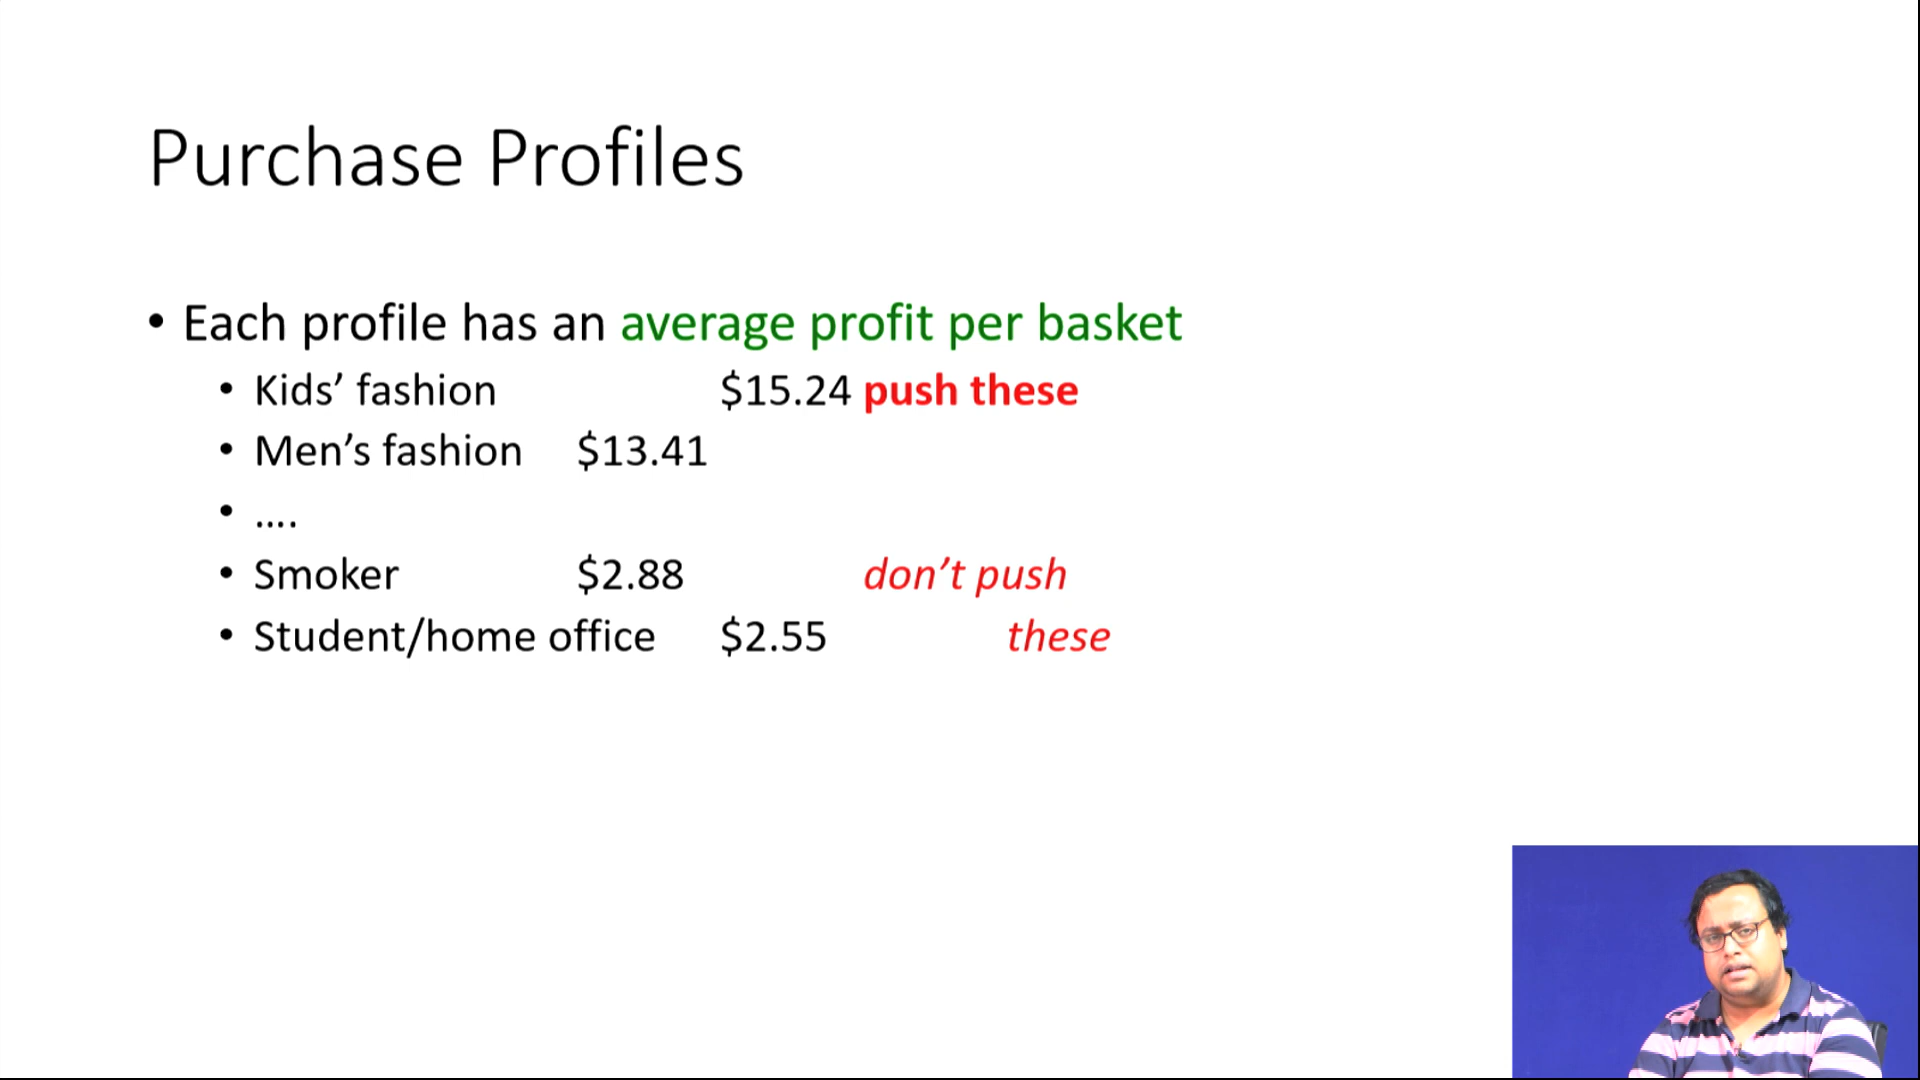 Purchase Profiles
• Each profile has an average profit per basket
• Kids’ fashion $15.24 push these
• Men’s fashion $13.41
• ....
• Smoker $2.88 don’t push
• Student/home office $2.55 these